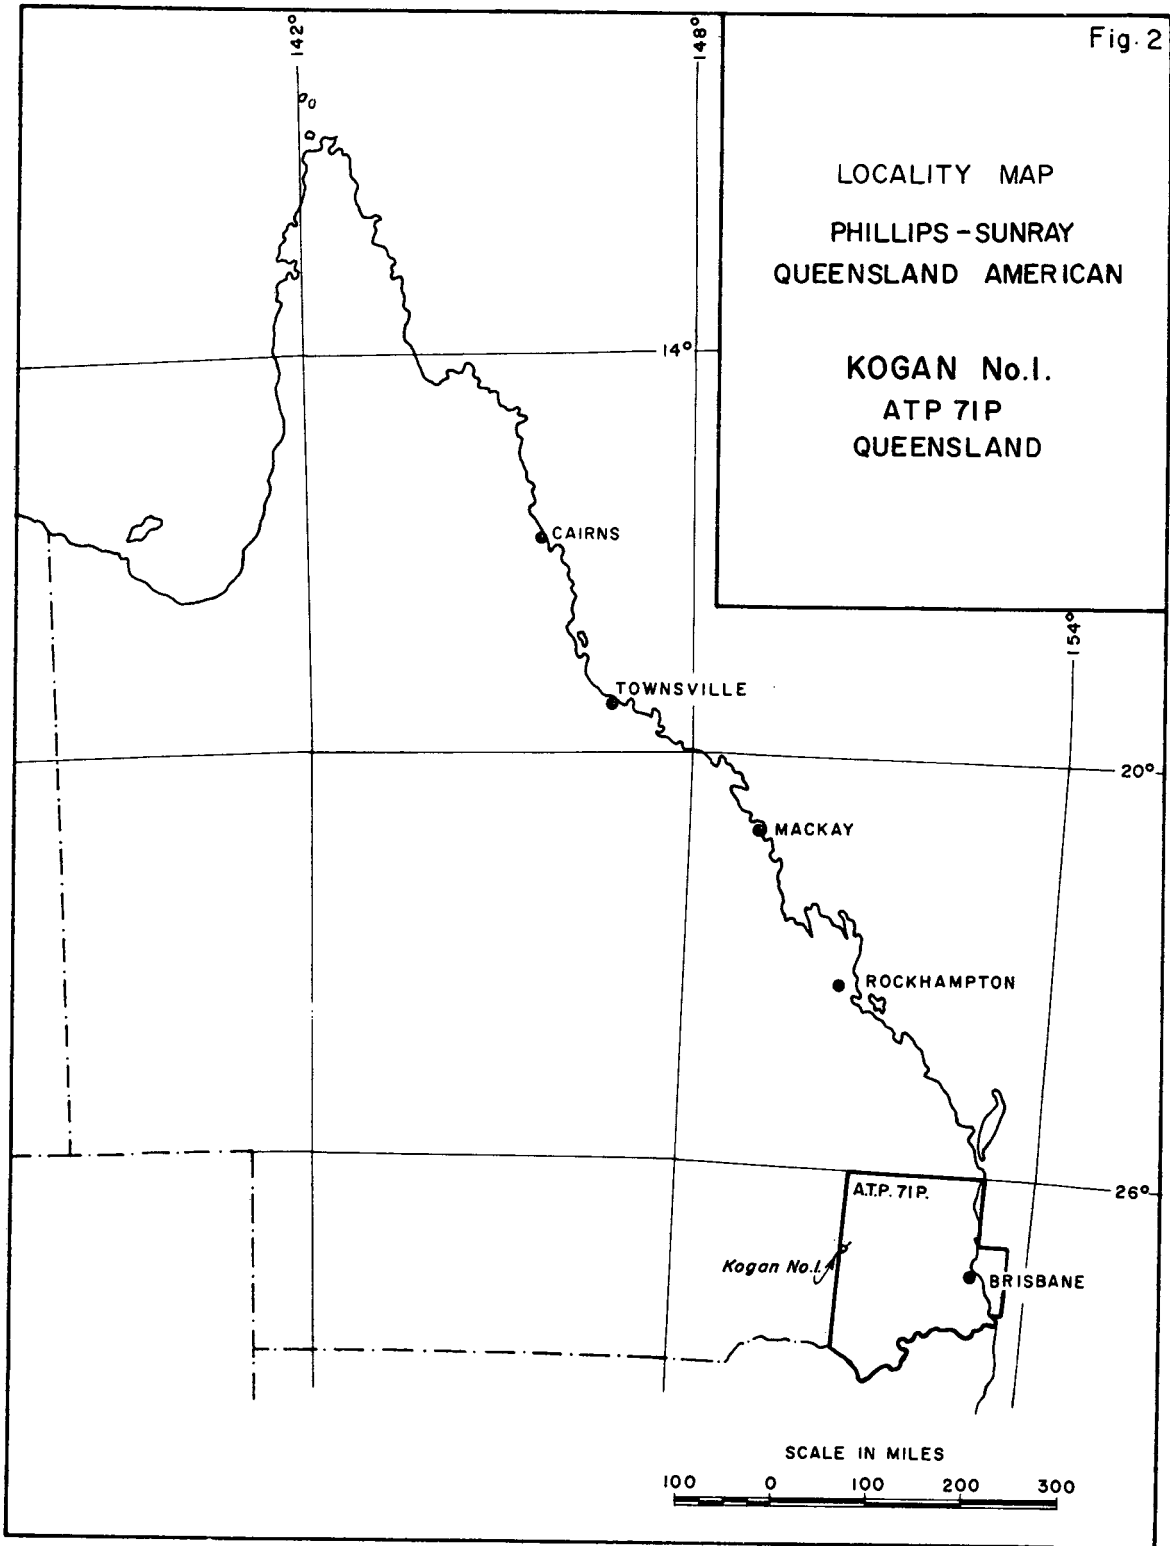 Fig. 2
142°
148°
LOCALITY MAP
PHILLIPS-SUNRAY
QUEENSLAND AMERICAN
KOGAN No.1.
ATP 71P
QUEENSLAND
14°
CAIRNS
154°
TOWNSVILLE
20°
MACKAY
ROCKHAMPTON
A.T.P. 71P.
26°
Kogan No.1.
BRISBANE
SCALE IN MILES
100 0 100 200 300